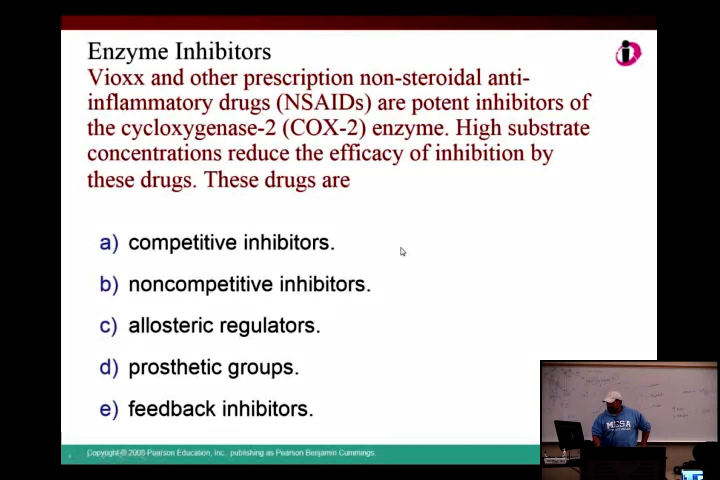 Enzyme Inhibitors
Vioxx and other prescription non-steroidal anti-
inflammatory drugs (NSAIDs) are potent inhibitors of
the cycloxygenase-2 (COX-2) enzyme. High substrate
concentrations reduce the efficacy of inhibition by
these drugs. These drugs are
a) competitive inhibitors.
b) noncompetitive inhibitors.
c) allosteric regulators.
d) prosthetic groups.
e) feedback inhibitors.
MESA
Copyright © 2008 Pearson Education, Inc. publishing as Pearson Benjamin Cummings.